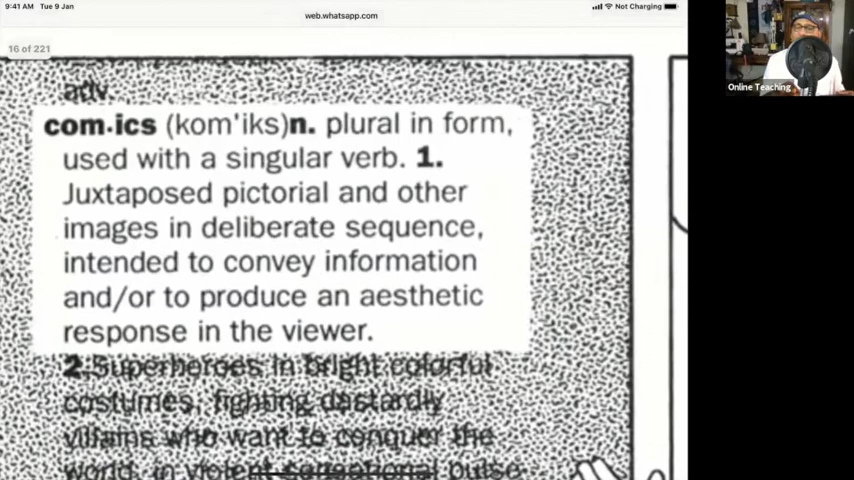 9:41 AM Tue 9 Jan
web.whatsapp.com
Not Charging
16 of 221
adv.
com·ics (kom'iks)n. plural in form,
used with a singular verb. 1.
Juxtaposed pictorial and other
images in deliberate sequence,
intended to convey information
and/or to produce an aesthetic
response in the viewer.
2. Superheroes in bright colorful
costumes, fighting dastardly
villains who want to conquer the
world, in violent sensational pulse-
Online Teaching